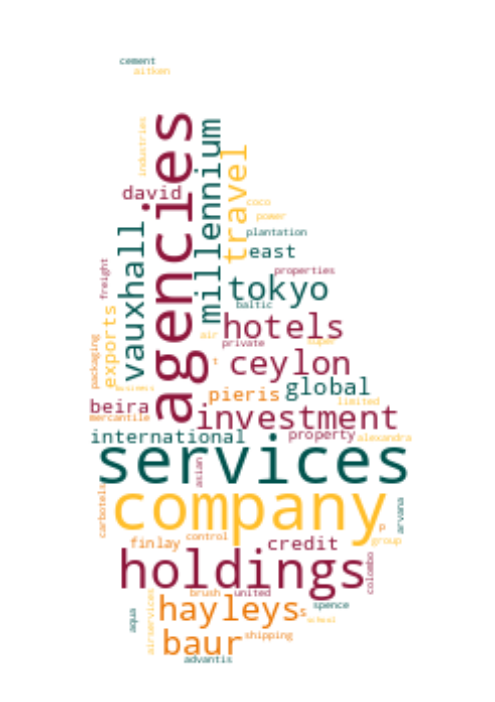 cement
aitken
industries
agencies
millennium
travel
david
coco
power
vauxhall
plantation
east
freight
properties
tokyo
baltic
exports
hotels
air
private
super
packaging
ceylon
t
business
pieris
global
beira
limited
mercantile
investment
international
property
alexandra
services
asian
carbotels
company
arvana
p
control
group
finlay
credit
holdings
colombo
brush
united
hayleys
s
spence
aqua
airservices
school
baur
shipping
advantis